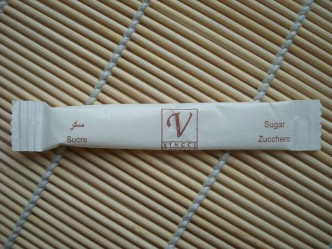 سكر
Sucre
V
VINCCI
Sugar
Zucchero